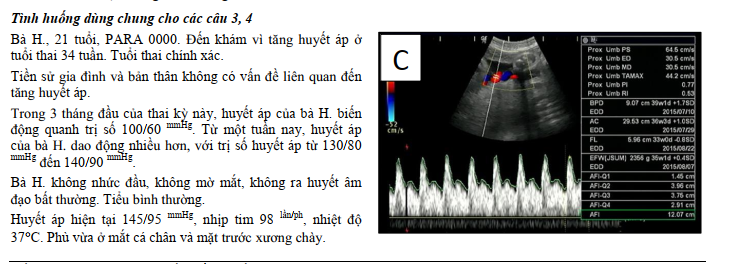 Tình huống dùng chung cho các câu 3, 4
Bà H., 21 tuổi, PARA 0000. Đến khám vì tăng huyết áp ở
tuổi thai 34 tuần. Tuổi thai chính xác.
Tiền sử gia đình và bản thân không có vấn đề liên quan đến
tăng huyết áp.
Trong 3 tháng đầu của thai kỳ này, huyết áp của bà H. biến
động quanh trị số 100/60 mmHg. Từ một tuần nay, huyết áp
của bà H. dao động nhiều hơn, với trị số huyết áp từ 130/80
mmHg đến 140/90 mmHg.
Bà H. không nhức đầu, không mờ mắt, không ra huyết âm
đạo bất thường. Tiểu bình thường.
Huyết áp hiện tại 145/95 mmHg, nhịp tim 98 lần/ph, nhiệt độ
37°C. Phù vừa ở mắt cá chân và mặt trước xương chày.
C
cm/s
Prox Umb PS 64.5 cm/s
Prox Umb ED 30.5 cm/s
Prox Umb MD 30.5 cm/s
Prox Umb TAMAX 44.2 cm/s
Prox Umb PI 0.77
Prox Umb RI 0.53
BPD 9.07 cm 39w1d +1.7SD
EDD 2015/07/10
AC 29.53 cm 36w3d +1.0SD
EDD 2015/07/29
FL 5.96 cm 33w0d -0.6SD
EDD 2015/08/22
EFW[JSUM] 2356 g 35w1d +0.4SD
EDD 2015/08/07
AFI-Q1 1.45 cm
AFI-Q2 3.96 cm
AFI-Q3 3.75 cm
AFI-Q4 2.91 cm
AFI 12.07 cm